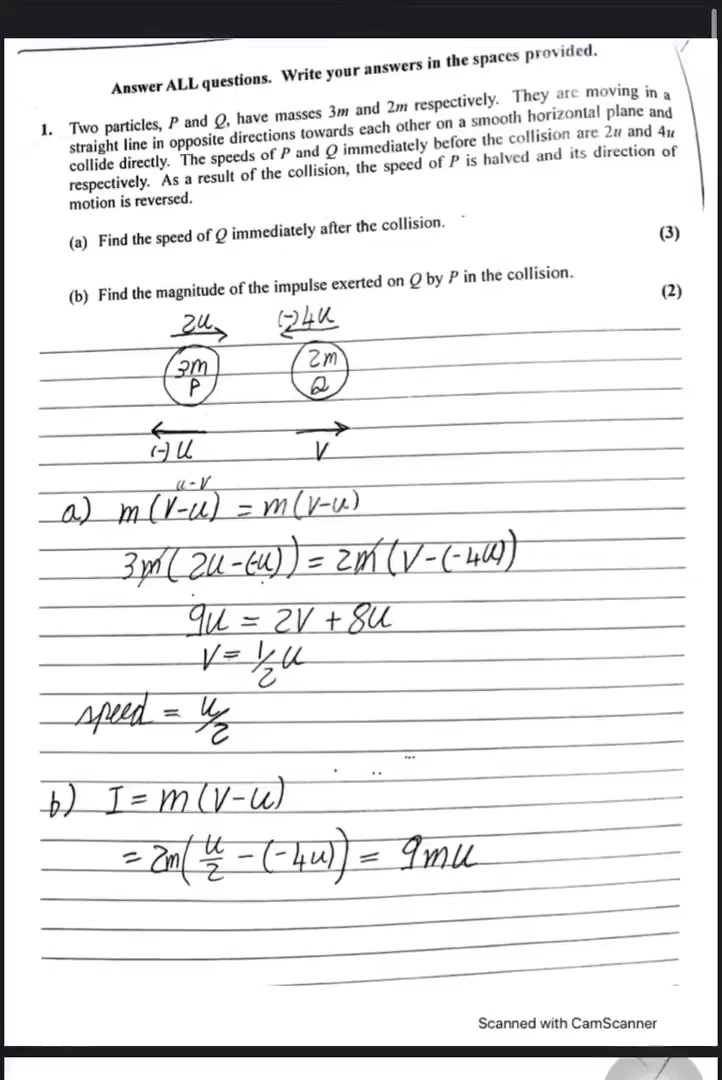 Answer ALL questions. Write your answers in the spaces provided.
1. Two particles, P and Q, have masses 3m and 2m respectively. They are moving in a
straight line in opposite directions towards each other on a smooth horizontal plane and
collide directly. The speeds of P and Q immediately before the collision are 2u and 4u
respectively. As a result of the collision, the speed of P is halved and its direction of
motion is reversed.
(a) Find the speed of Q immediately after the collision.
(3)
(b) Find the magnitude of the impulse exerted on Q by P in the collision.
(2)
2u (-)4u
3m 2m
P Q
(-)u v
u-v
a) m(v-u) = m(v-u)
3m(2u-(-u)) = 2m(v-(-4u))
9u = 2v + 8u
v = 1/2 u
speed = u/2
b) I = m(v-u)
= 2m(u/2 - (-4u)) = 9mu
Scanned with CamScanner